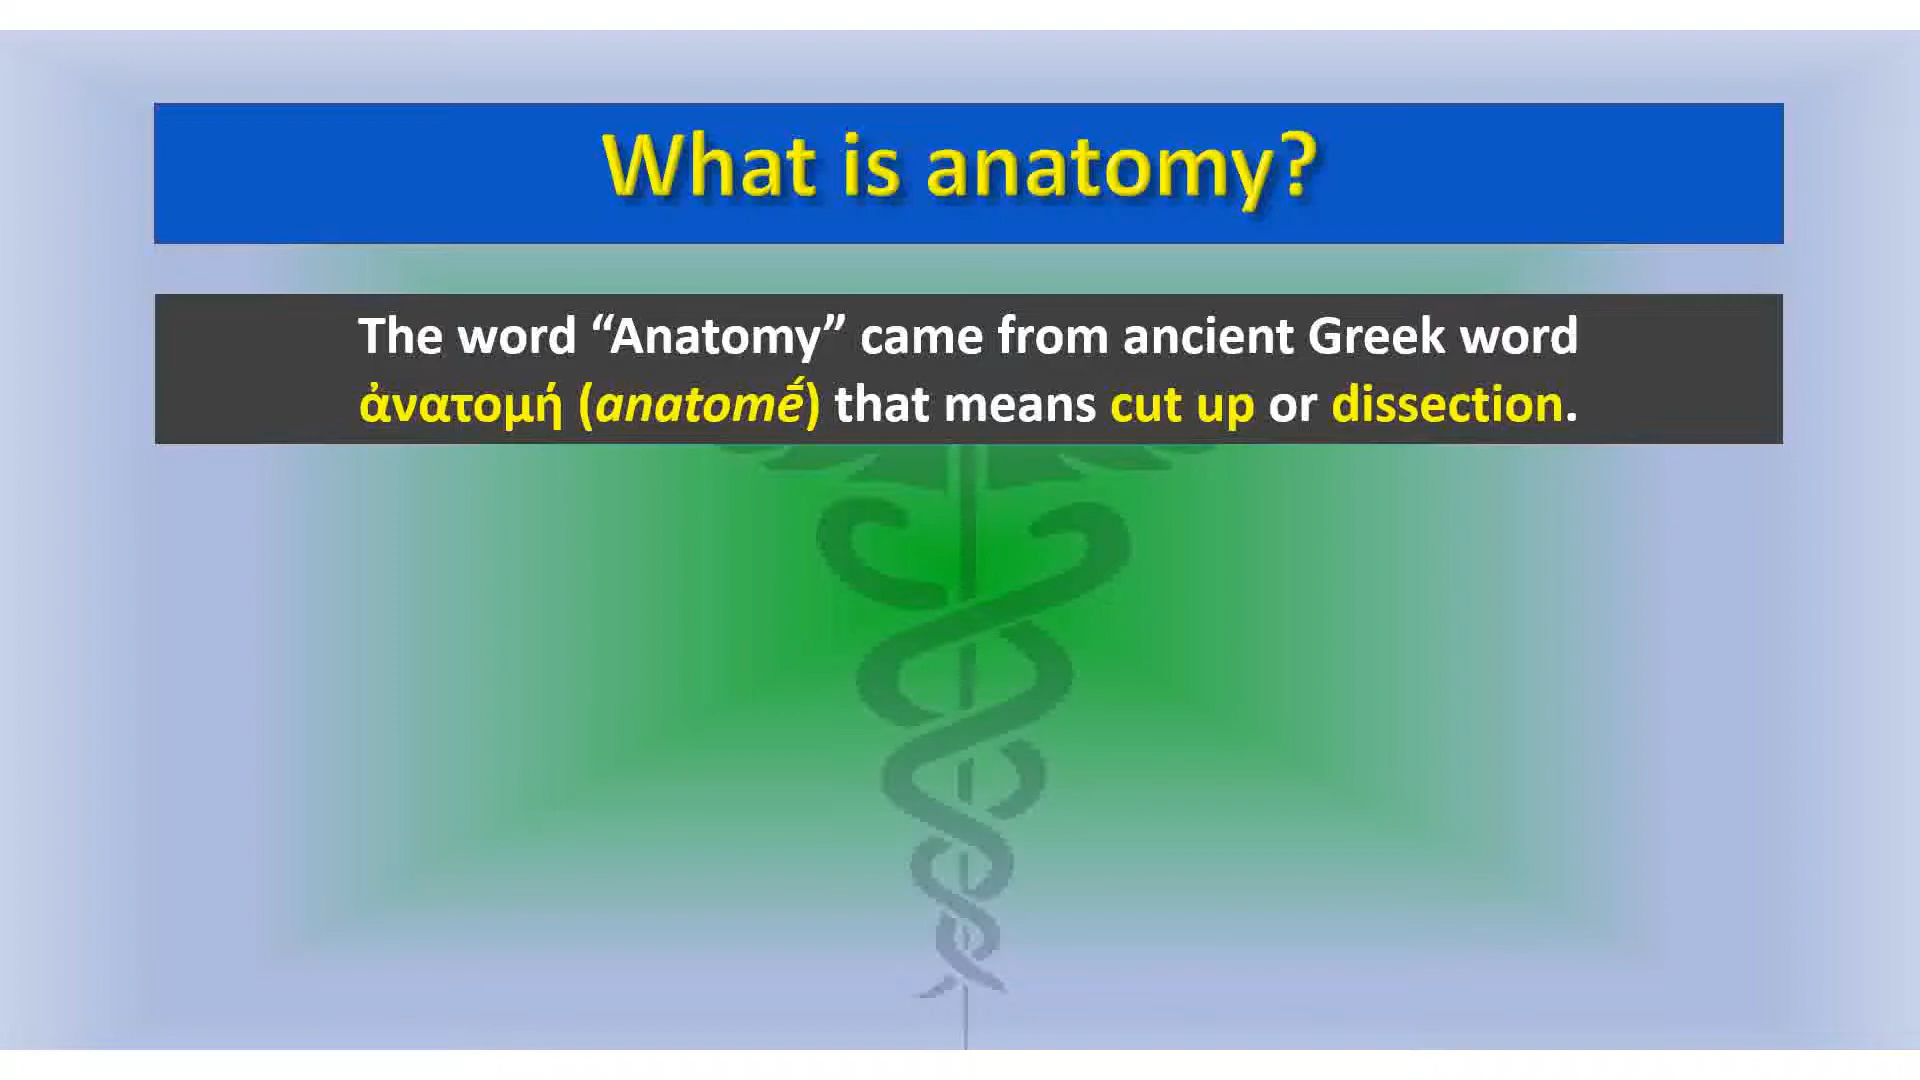 What is anatomy?
The word “Anatomy” came from ancient Greek word
ἀνατομή (anatomḗ) that means cut up or dissection.